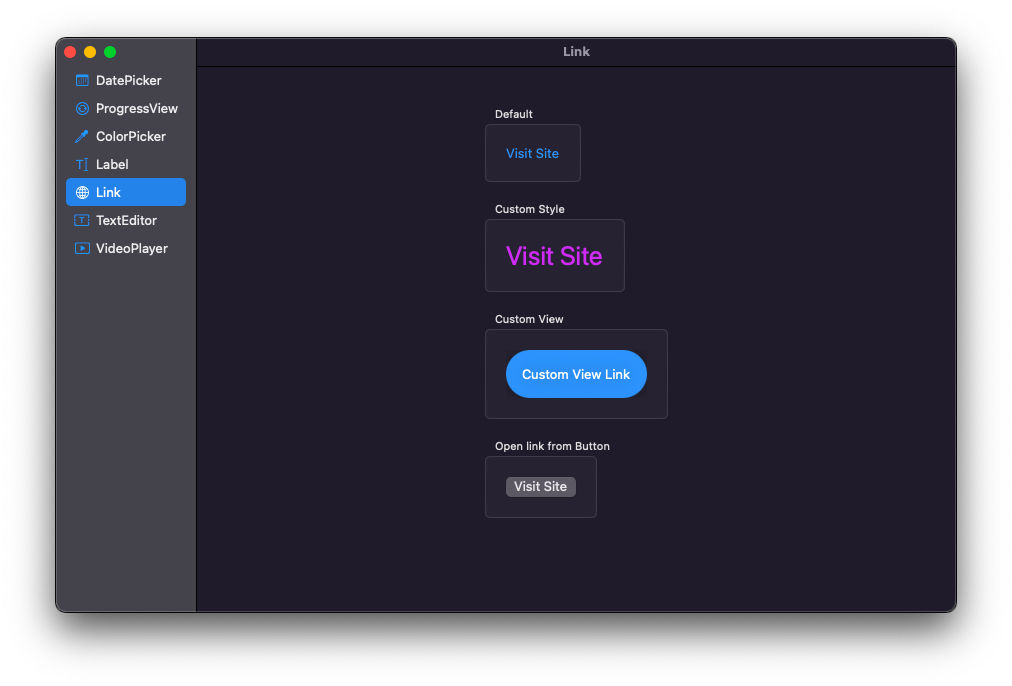 Link
DatePicker
ProgressView
ColorPicker
Label
Link
TextEditor
VideoPlayer
Default
Visit Site
Custom Style
Visit Site
Custom View
Custom View Link
Open link from Button
Visit Site